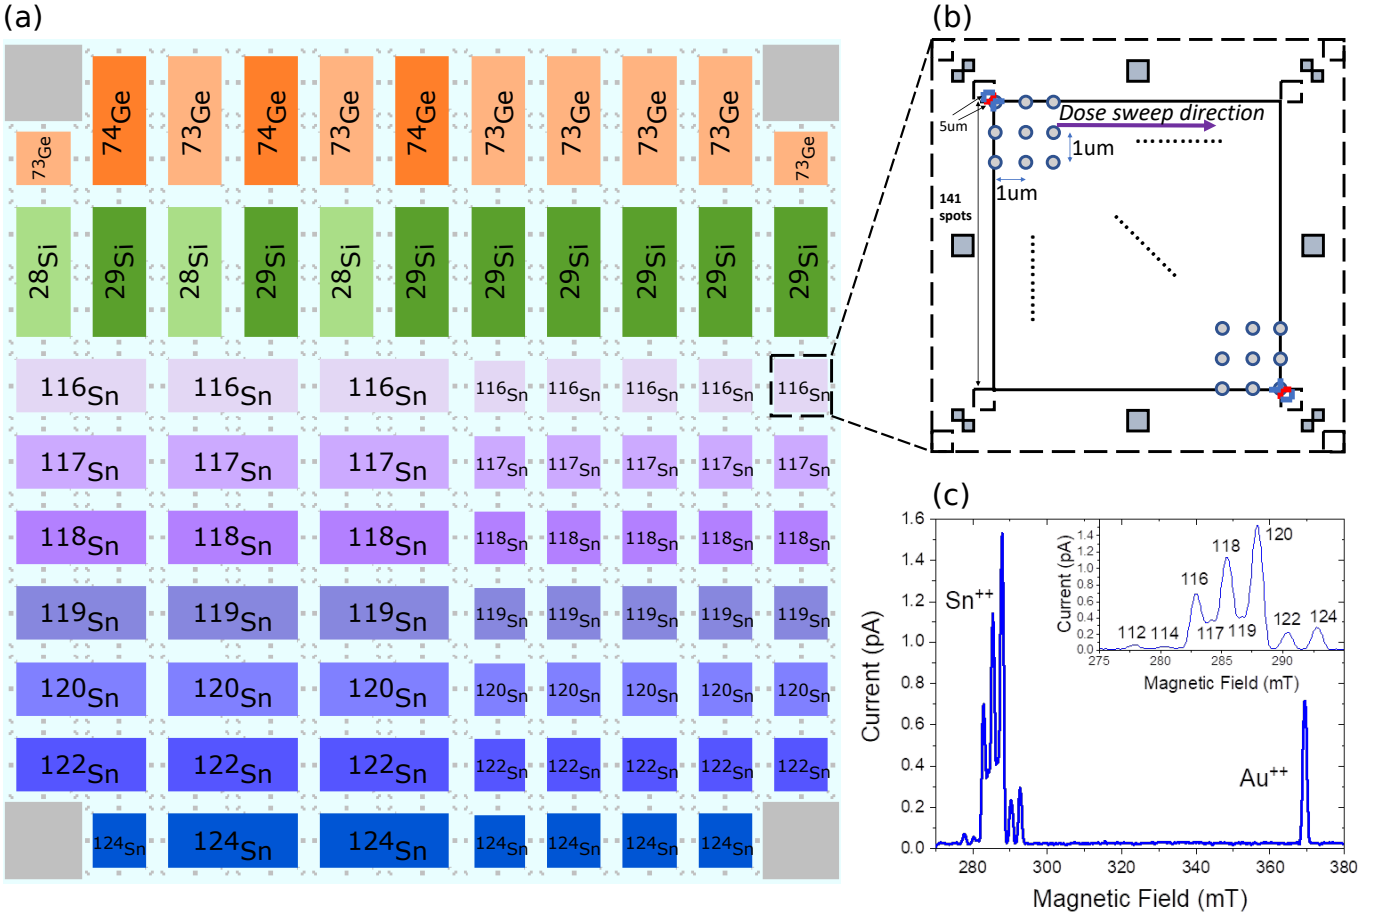 (a)
⁷⁴Ge ⁷³Ge ⁷⁴Ge ⁷³Ge ⁷⁴Ge ⁷³Ge ⁷³Ge ⁷³Ge ⁷³Ge
⁷³Ge ⁷³Ge
²⁸Si ²⁹Si ²⁸Si ²⁹Si ²⁸Si ²⁹Si ²⁹Si ²⁹Si ²⁹Si ²⁹Si ²⁹Si
¹¹⁶Sn ¹¹⁶Sn ¹¹⁶Sn ¹¹⁶Sn ¹¹⁶Sn ¹¹⁶Sn ¹¹⁶Sn ¹¹⁶Sn
¹¹⁷Sn ¹¹⁷Sn ¹¹⁷Sn ¹¹⁷Sn ¹¹⁷Sn ¹¹⁷Sn ¹¹⁷Sn ¹¹⁷Sn
¹¹⁸Sn ¹¹⁸Sn ¹¹⁸Sn ¹¹⁸Sn ¹¹⁸Sn ¹¹⁸Sn ¹¹⁸Sn ¹¹⁸Sn
¹¹⁹Sn ¹¹⁹Sn ¹¹⁹Sn ¹¹⁹Sn ¹¹⁹Sn ¹¹⁹Sn ¹¹⁹Sn ¹¹⁹Sn
¹²⁰Sn ¹²⁰Sn ¹²⁰Sn ¹²⁰Sn ¹²⁰Sn ¹²⁰Sn ¹²⁰Sn ¹²⁰Sn
¹²²Sn ¹²²Sn ¹²²Sn ¹²²Sn ¹²²Sn ¹²²Sn ¹²²Sn ¹²²Sn
¹²⁴Sn ¹²⁴Sn ¹²⁴Sn ¹²⁴Sn ¹²⁴Sn ¹²⁴Sn ¹²⁴Sn
(b)
5um
Dose sweep direction
1um
1um
141
spots
(c)
Current (pA)
1.6
1.4
1.2
1.0
0.8
0.6
0.4
0.2
0.0
280 300 320 340 360 380
Magnetic Field (mT)
Sn⁺⁺
Au⁺⁺
Current (pA)
1.4
1.2
1.0
0.8
0.6
0.4
0.2
0.0
275 280 285 290
Magnetic Field (mT)
112 114 116 117 118 119 120 122 124